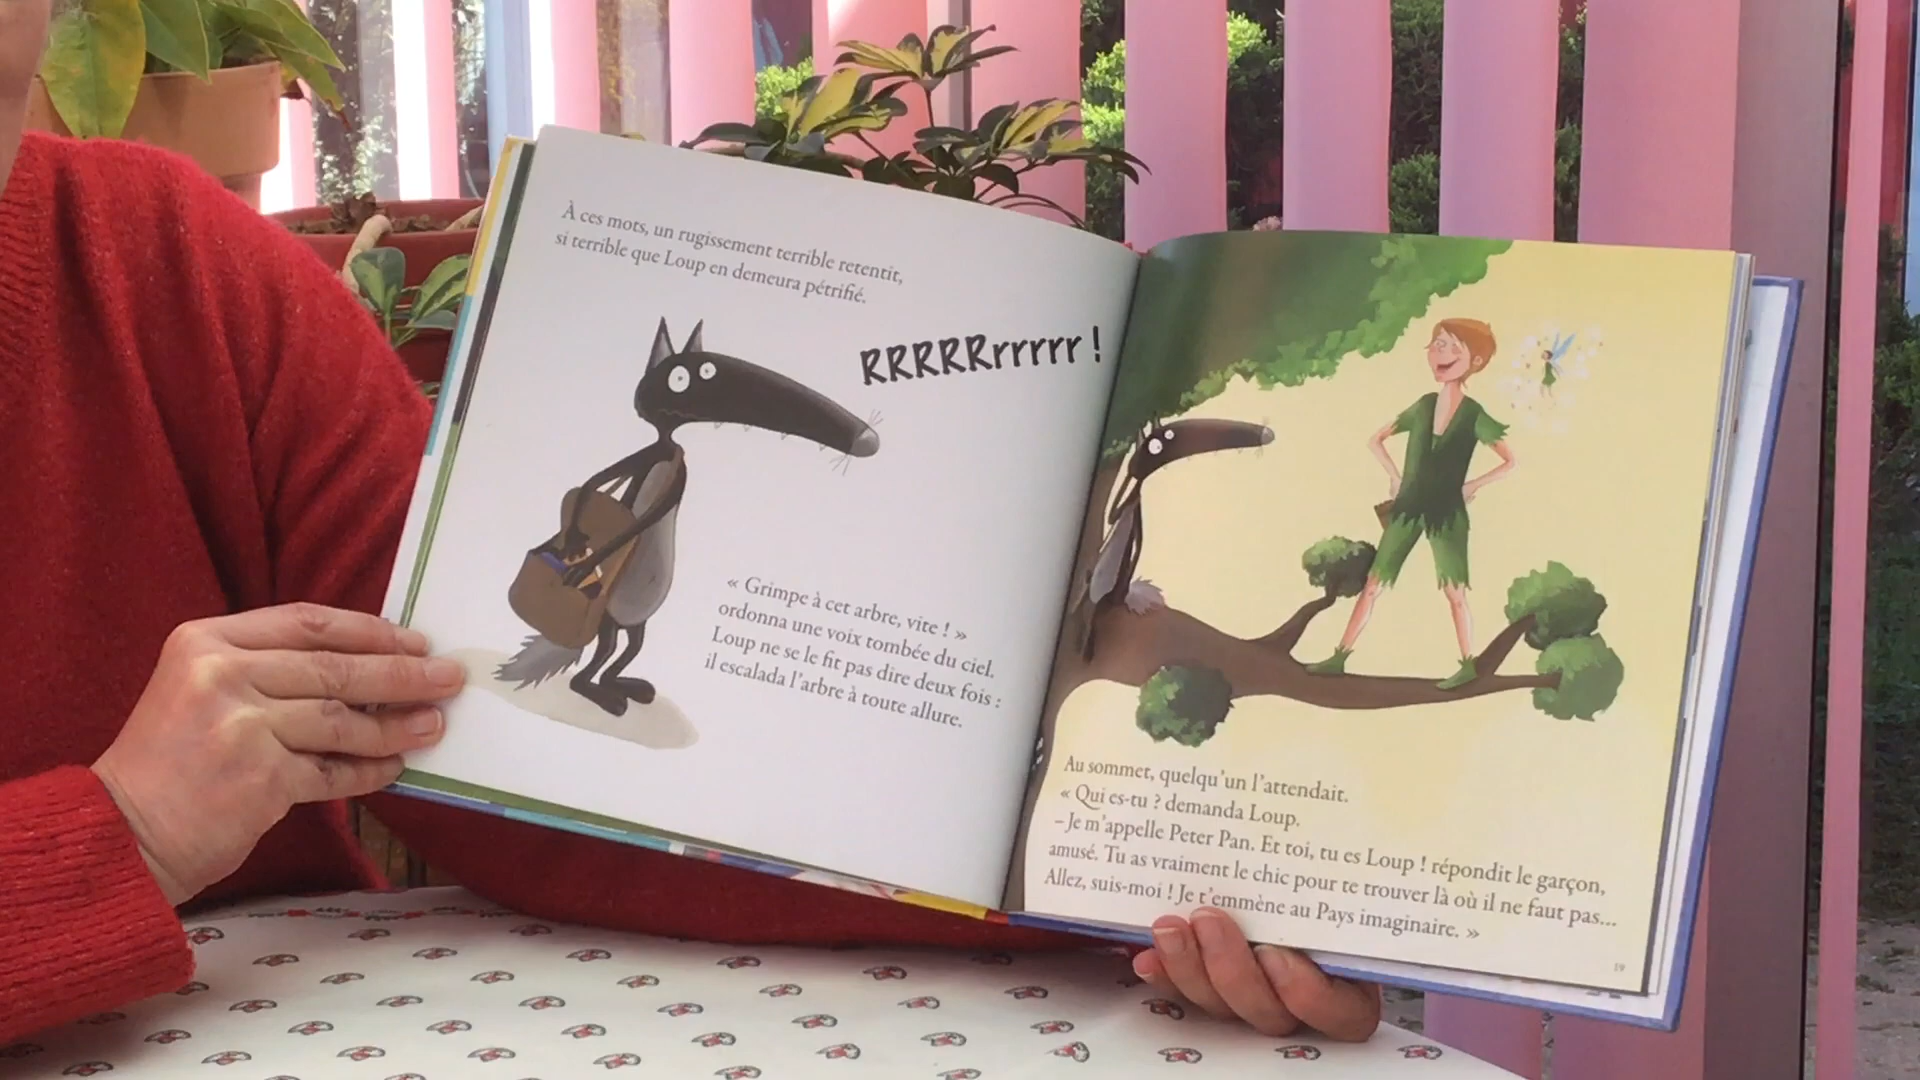 À ces mots, un rugissement terrible retentit,
si terrible que Loup en demeura pétrifié.
RRRRRrrrrr !
« Grimpe à cet arbre, vite ! »
ordonna une voix tombée du ciel.
Loup ne se le fit pas dire deux fois :
il escalada l'arbre à toute allure.
Au sommet, quelqu'un l'attendait.
« Qui es-tu ? demanda Loup.
– Je m'appelle Peter Pan. Et toi, tu es Loup ! répondit le garçon,
amusé. Tu as vraiment le chic pour te trouver là où il ne faut pas...
Allez, suis-moi ! Je t'emmène au Pays imaginaire. »
19